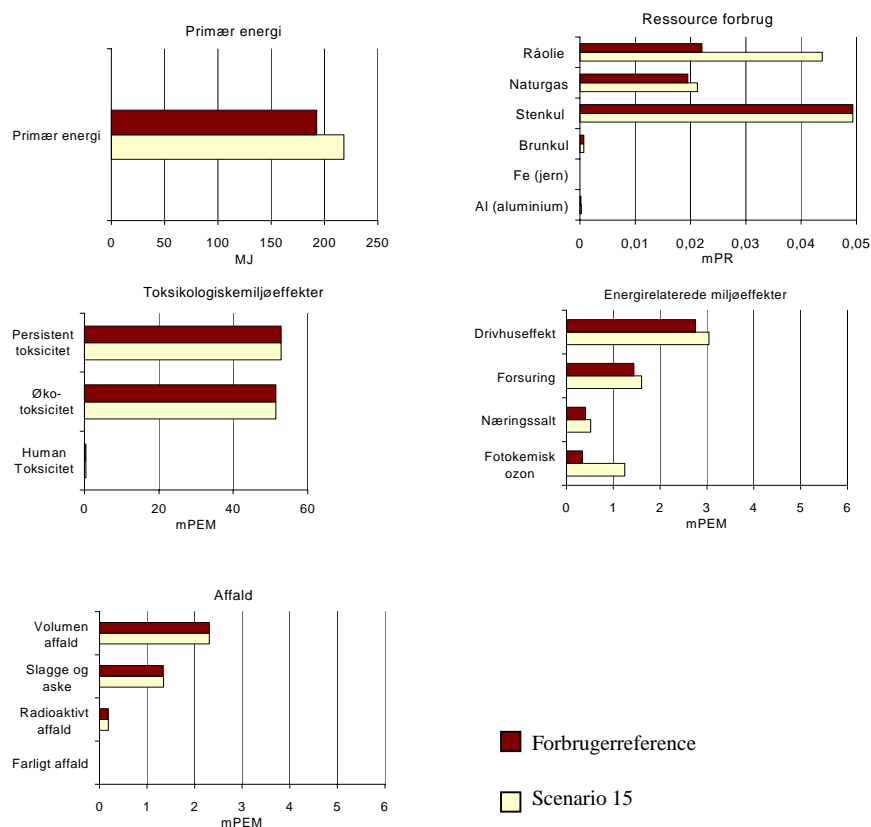 Primær energi
Primær energi
0 50 100 150 200 250
MJ
Ressource forbrug
Råolie
Naturgas
Stenkul
Brunkul
Fe (jern)
Al (aluminium)
0 0,01 0,02 0,03 0,04 0,05
mPR
Toksikologiskemiljøeffekter
Persistent
toksicitet
Øko-
toksicitet
Human
Toksicitet
0 20 40 60
mPEM
Energirelaterede miljøeffekter
Drivhuseffekt
Forsuring
Næringssalt
Fotokemisk
ozon
0 1 2 3 4 5 6
mPEM
Affald
Volumen
affald
Slagge og
aske
Radioaktivt
affald
Farligt affald
0 1 2 3 4 5 6
mPEM
Forbrugerreference
Scenario 15